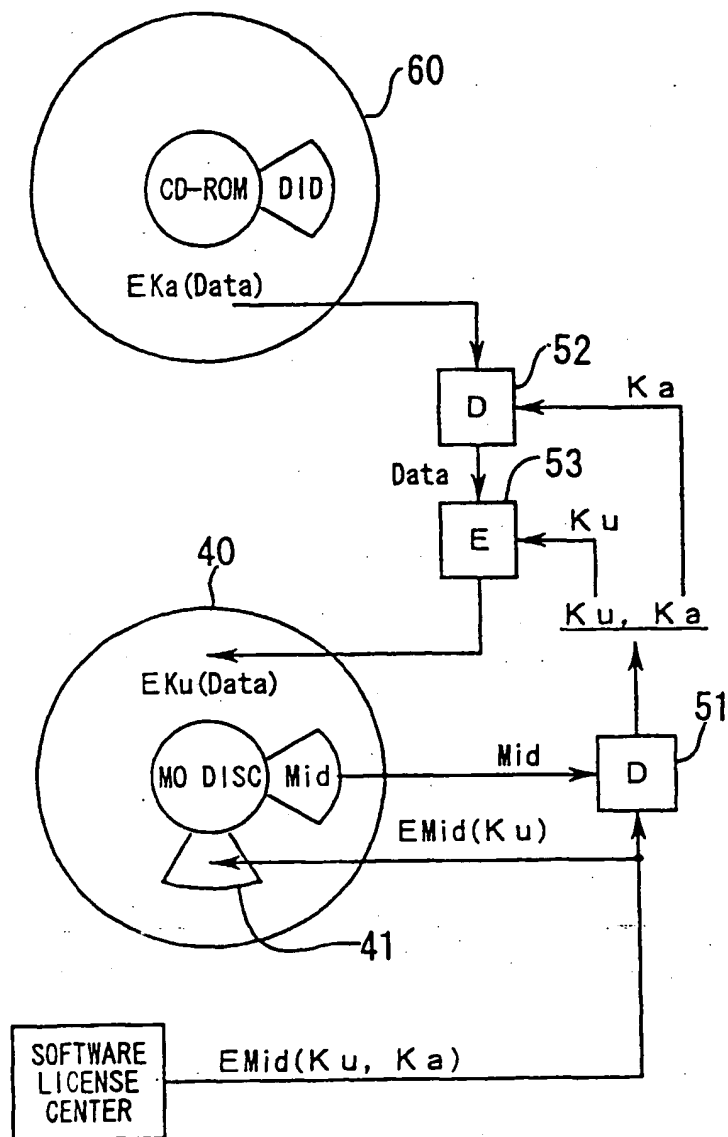 60
CD-ROM
DID
EKa(Data)
52
Ka
D
Data
53
Ku
E
40
Ku, Ka
EKu(Data)
51
MO DISC
Mid
Mid
D
EMid(Ku)
41
SOFTWARE
LICENSE
CENTER
EMid(Ku, Ka)